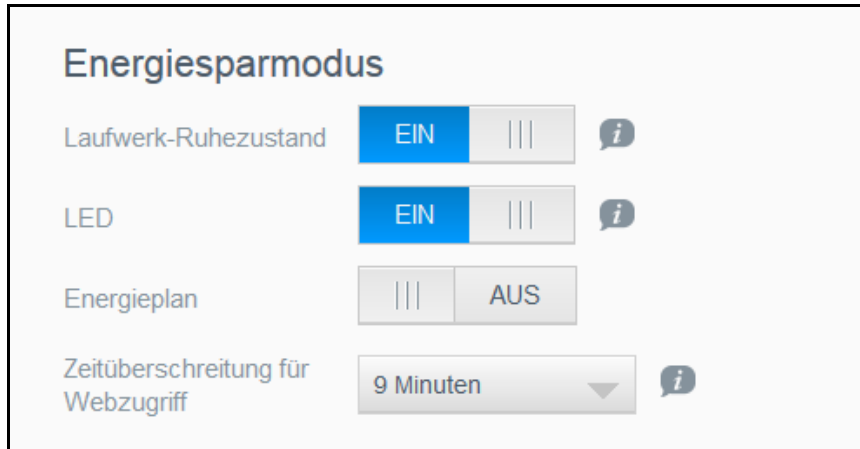 Energiesparmodus
Laufwerk-Ruhezustand EIN
LED EIN
Energieplan AUS
Zeitüberschreitung für
Webzugriff
9 Minuten